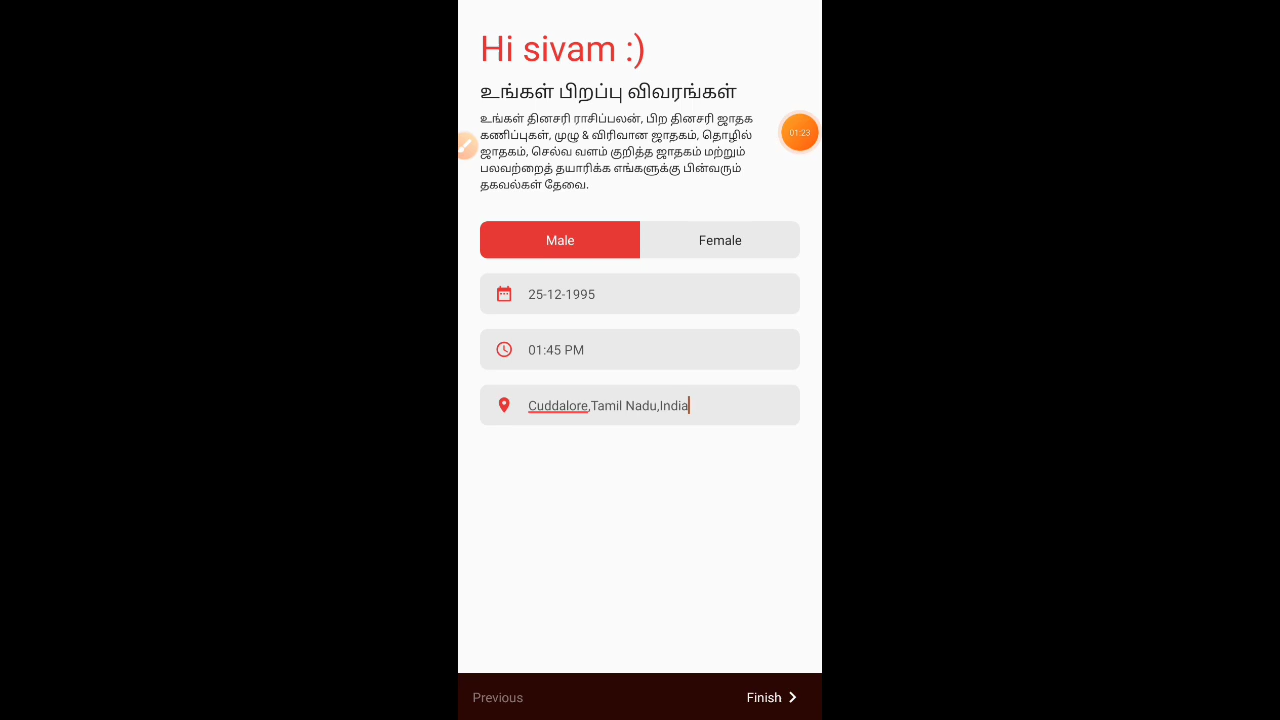 Hi sivam :)
உங்கள் பிறப்பு விவரங்கள்
உங்கள் தினசரி ராசிப்பலன், பிற தினசரி ஜாதக
கணிப்புகள், முழு & விரிவான ஜாதகம், தொழில்
ஜாதகம், செல்வ வளம் குறித்த ஜாதகம் மற்றும்
பலவற்றைத் தயாரிக்க எங்களுக்கு பின்வரும்
தகவல்கள் தேவை.
01:23
Male Female
25-12-1995
01:45 PM
Cuddalore,Tamil Nadu,India
Previous Finish